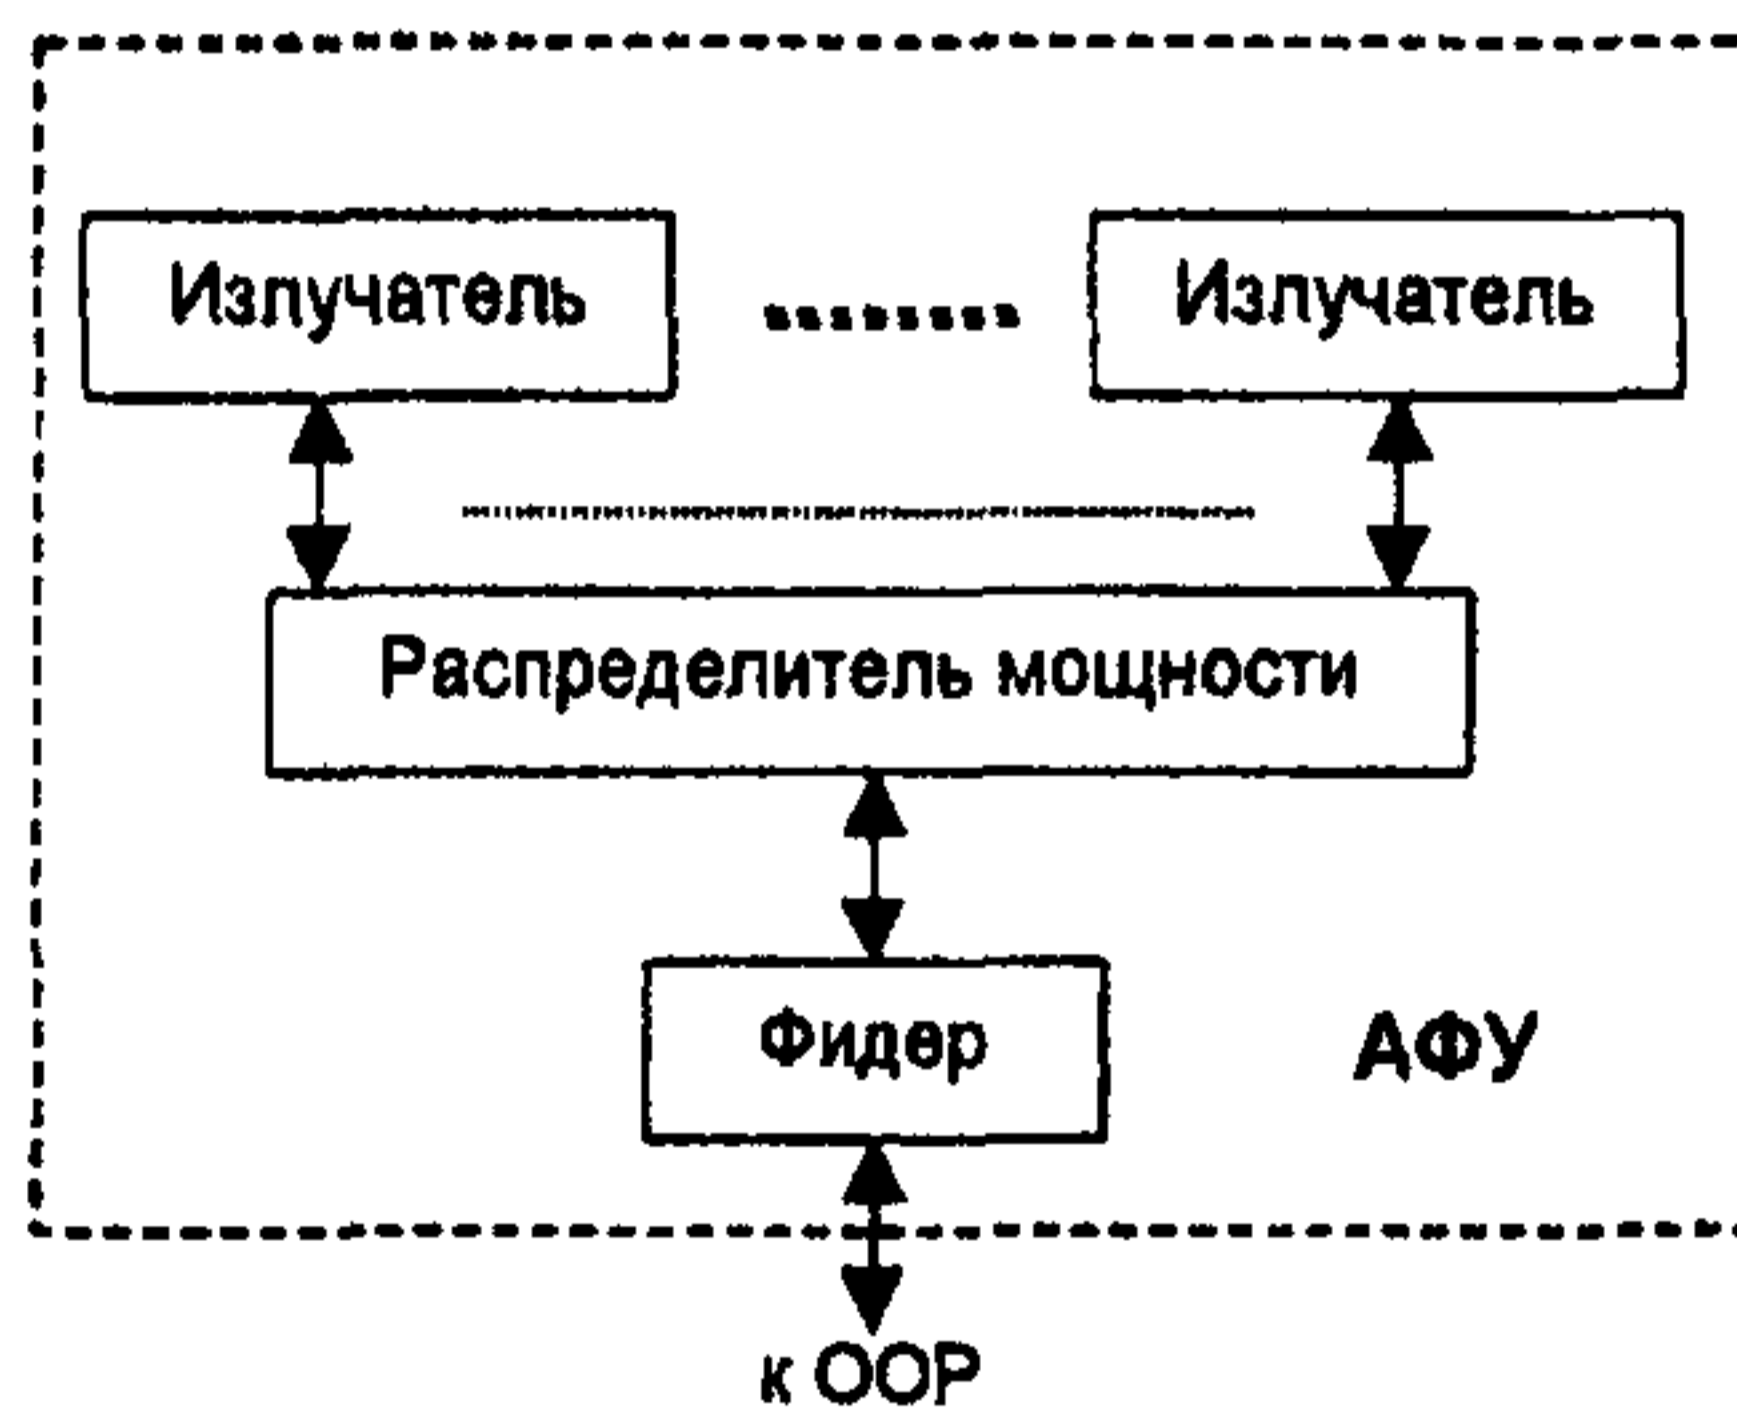 Излучатель
Излучатель
Распределитель мощности
Фидер
АФУ
к ООР